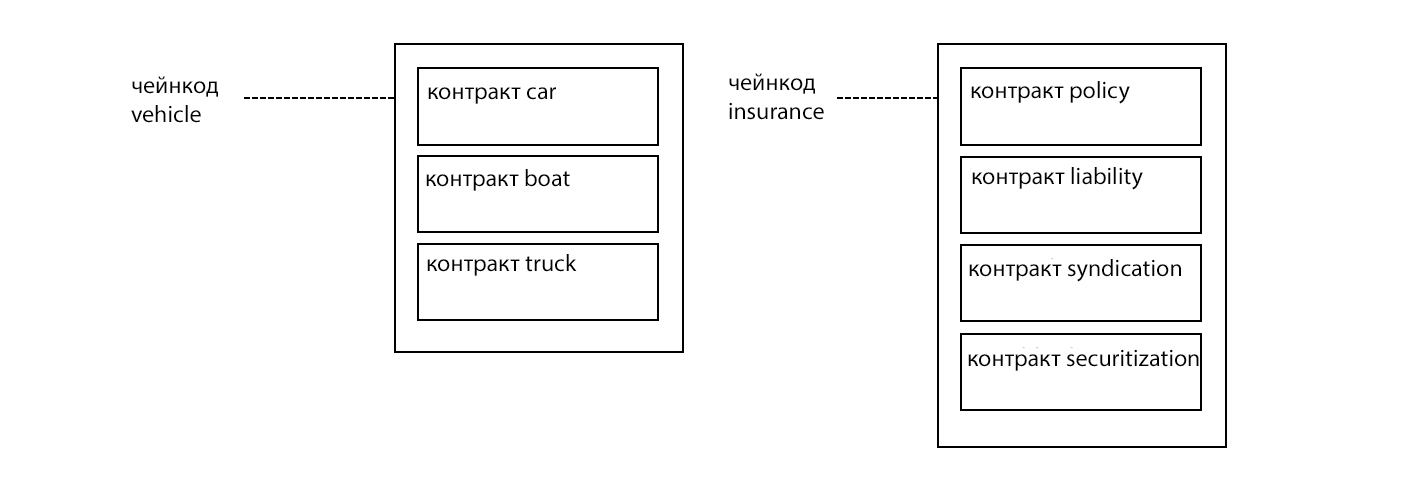 чейнкод
vehicle
контракт car
контракт boat
контракт truck
чейнкод
insurance
контракт policy
контракт liability
контракт syndication
контракт securitization